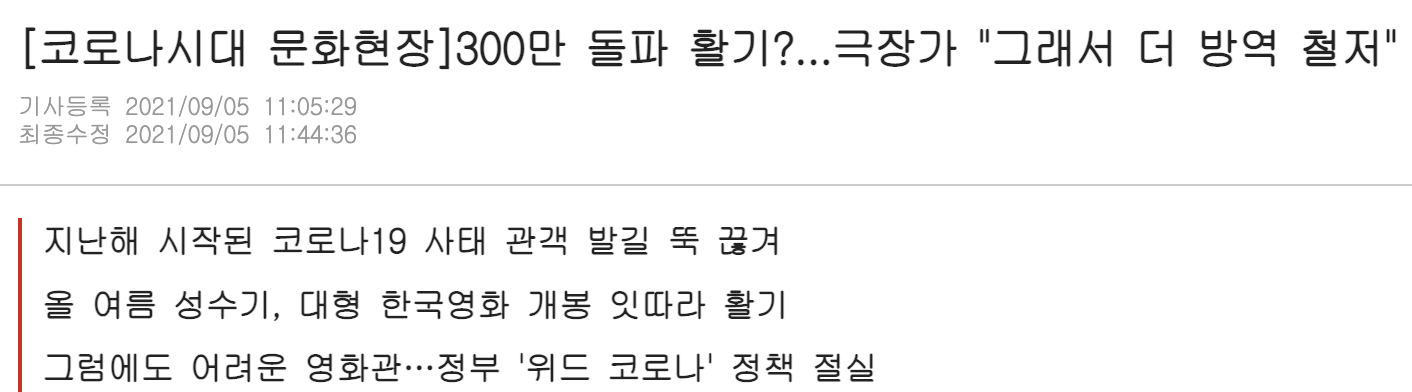 [코로나시대 문화현장]300만 돌파 활기?...극장가 "그래서 더 방역 철저"
기사등록 2021/09/05 11:05:29
최종수정 2021/09/05 11:44:36
지난해 시작된 코로나19 사태 관객 발길 뚝 끊겨
올 여름 성수기, 대형 한국영화 개봉 잇따라 활기
그럼에도 어려운 영화관…정부 '위드 코로나' 정책 절실